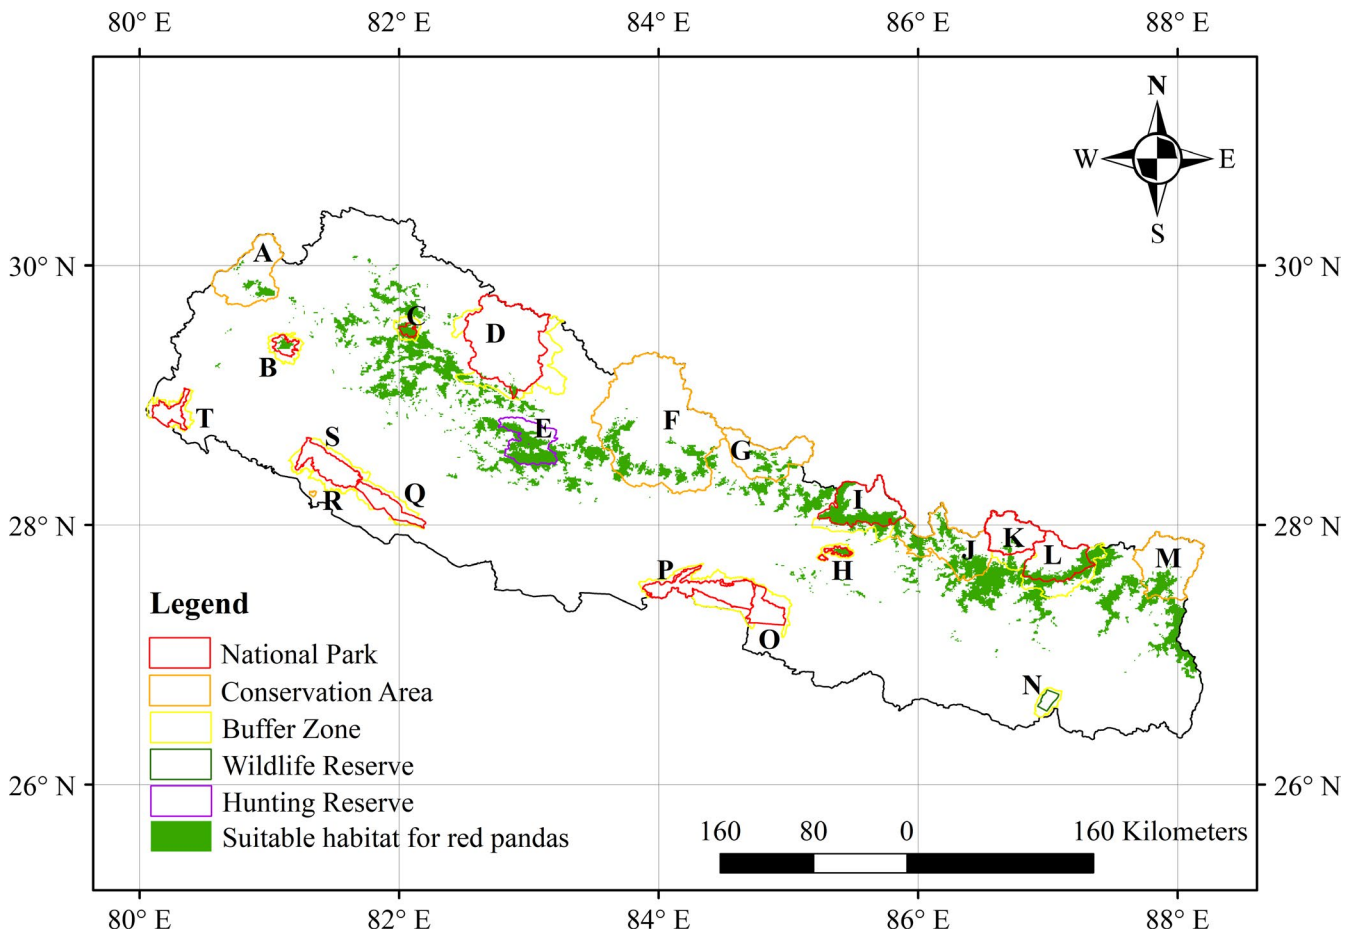 80° E 82° E 84° E 86° E 88° E
N
W E
S
30° N 30° N
28° N 28° N
26° N 26° N
A
B
C
D
E
F
G
H
I
J
K
L
M
N
O
P
Q
R
S
T
Legend
National Park
Conservation Area
Buffer Zone
Wildlife Reserve
Hunting Reserve
Suitable habitat for red pandas
160 80 0 160 Kilometers
80° E 82° E 84° E 86° E 88° E